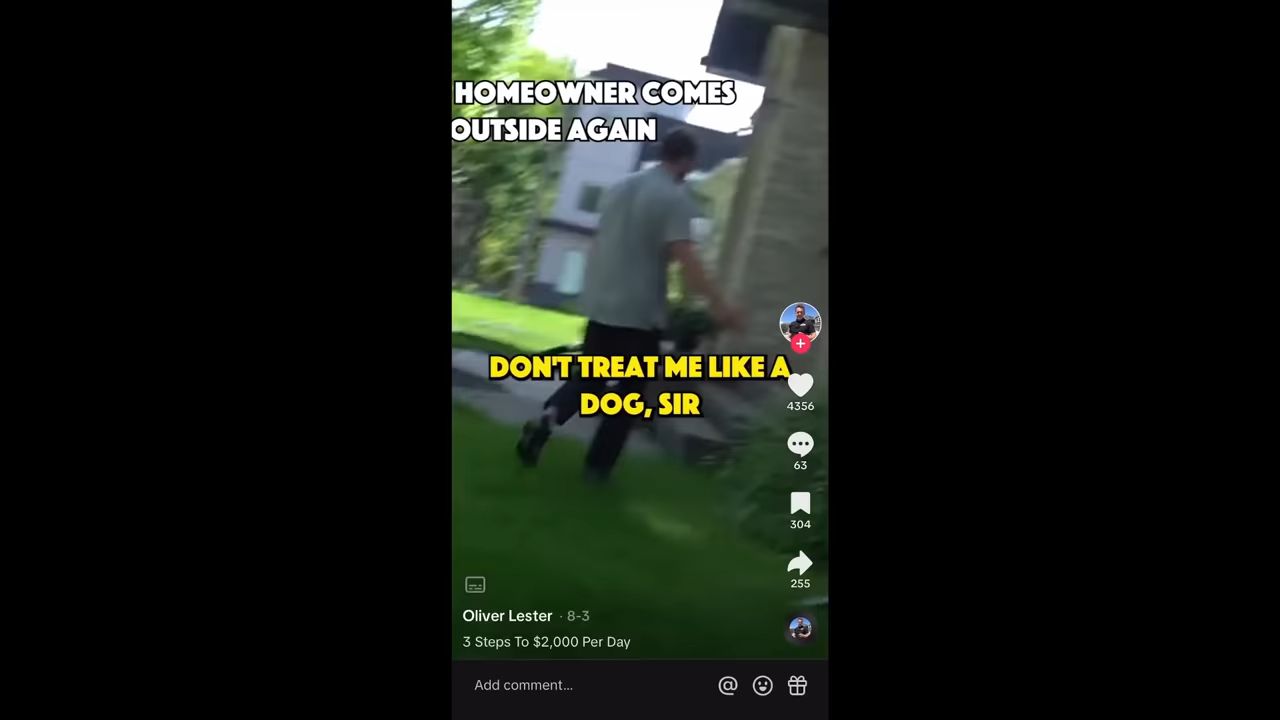 HOMEOWNER COMES
OUTSIDE AGAIN
DON'T TREAT ME LIKE A
DOG, SIR
4356
63
304
255
Oliver Lester · 8-3
3 Steps To $2,000 Per Day
Add comment...